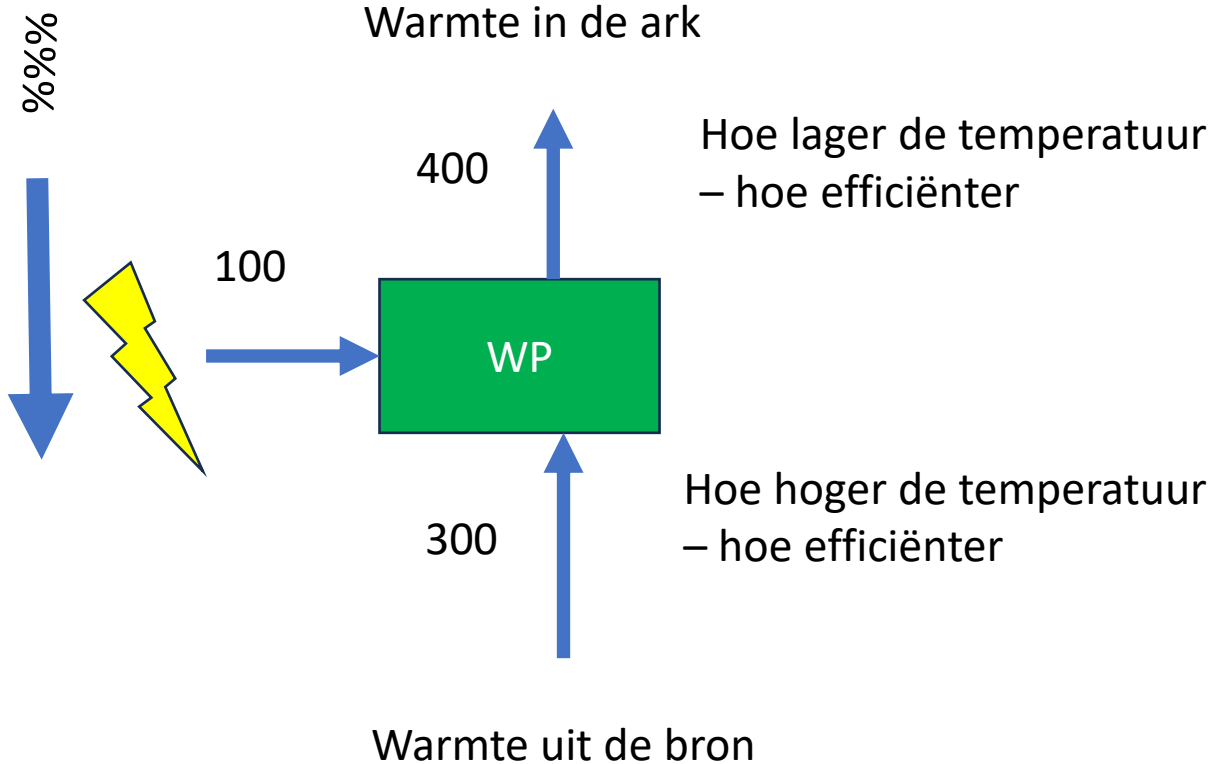 %%%
Warmte in de ark
400
Hoe lager de temperatuur
– hoe efficiënter
100
WP
300
Hoe hoger de temperatuur
– hoe efficiënter
Warmte uit de bron